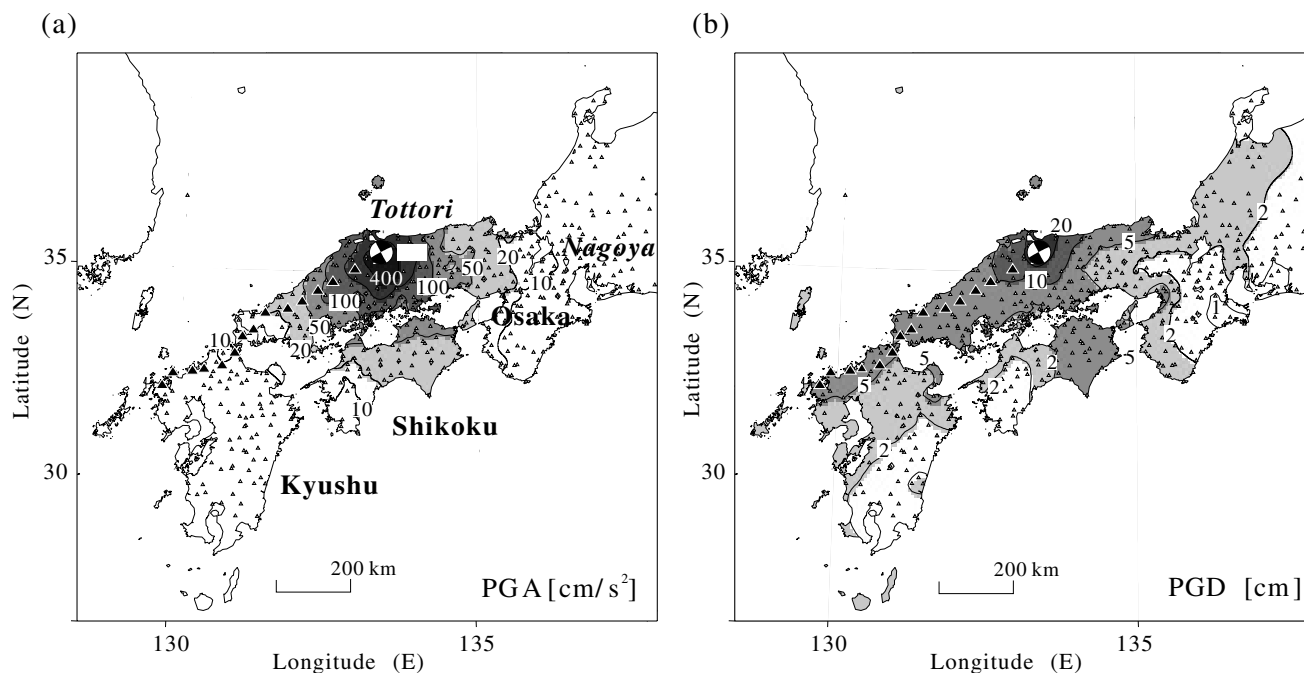 (a)
Tottori
Nagoya
35
20
50
10
400
100
100
Osaka
50
10
20
10
Shikoku
30
Kyushu
200 km
PGA [cm/s²]
130
135
Longitude (E)
Latitude (N)
(b)
20
2
5
35
10
1
2
5
5
2
2
5
2
30
200 km
PGD [cm]
130
135
Longitude (E)
Latitude (N)